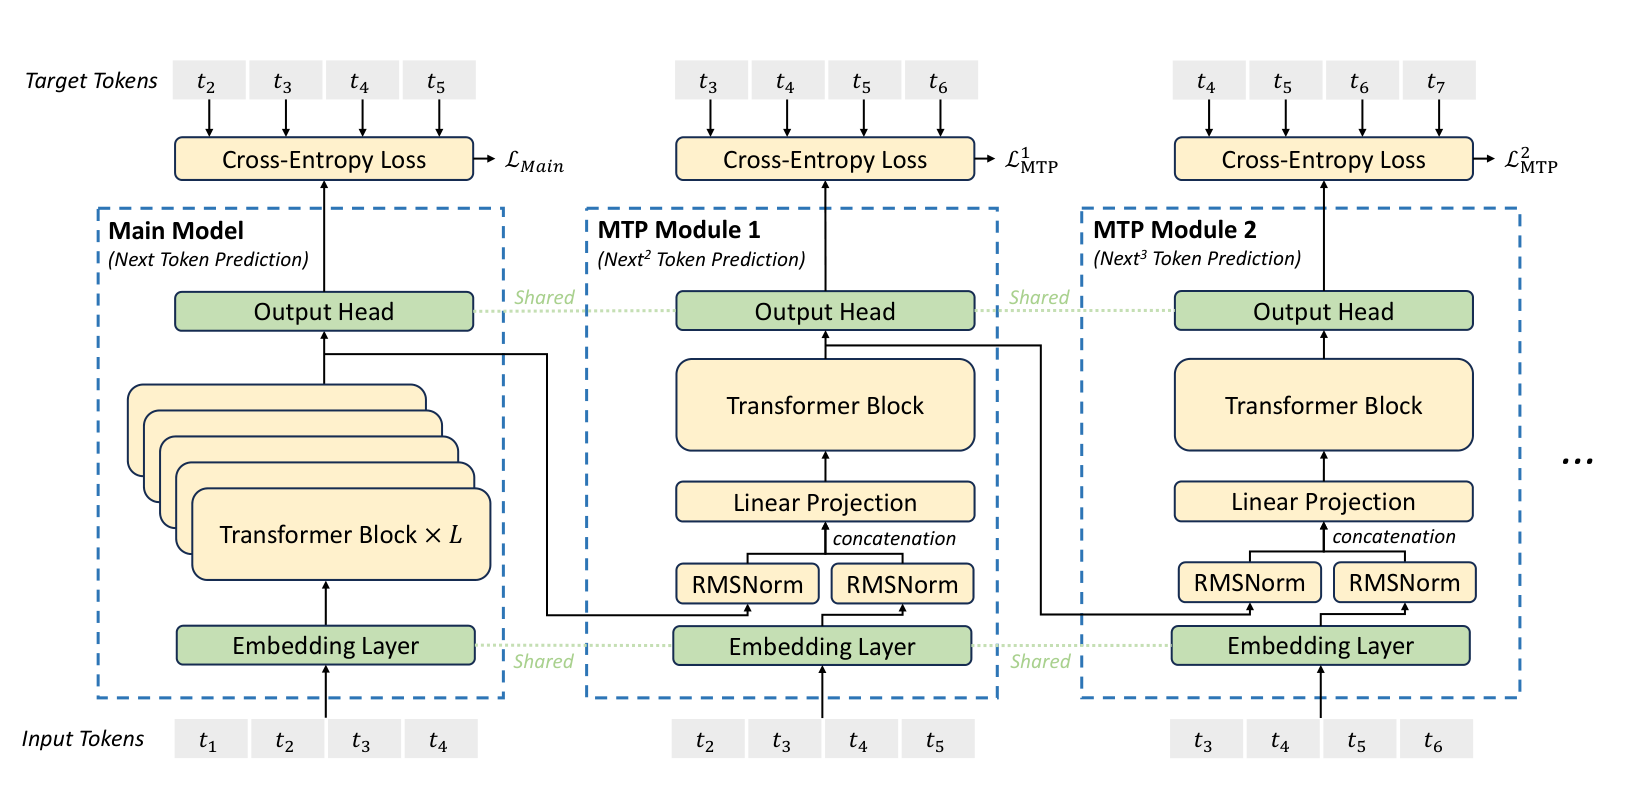 Target Tokens t₂ t₃ t₄ t₅ t₃ t₄ t₅ t₆ t₄ t₅ t₆ t₇
Cross-Entropy Loss ℒ_Main Cross-Entropy Loss ℒ¹_MTP Cross-Entropy Loss ℒ²_MTP
Main Model MTP Module 1 MTP Module 2
(Next Token Prediction) (Next² Token Prediction) (Next³ Token Prediction)
Shared Shared
Output Head Output Head Output Head
Transformer Block Transformer Block
...
Linear Projection Linear Projection
Transformer Block × L concatenation concatenation
RMSNorm RMSNorm RMSNorm RMSNorm
Embedding Layer Embedding Layer Embedding Layer
Shared Shared
Input Tokens t₁ t₂ t₃ t₄ t₂ t₃ t₄ t₅ t₃ t₄ t₅ t₆